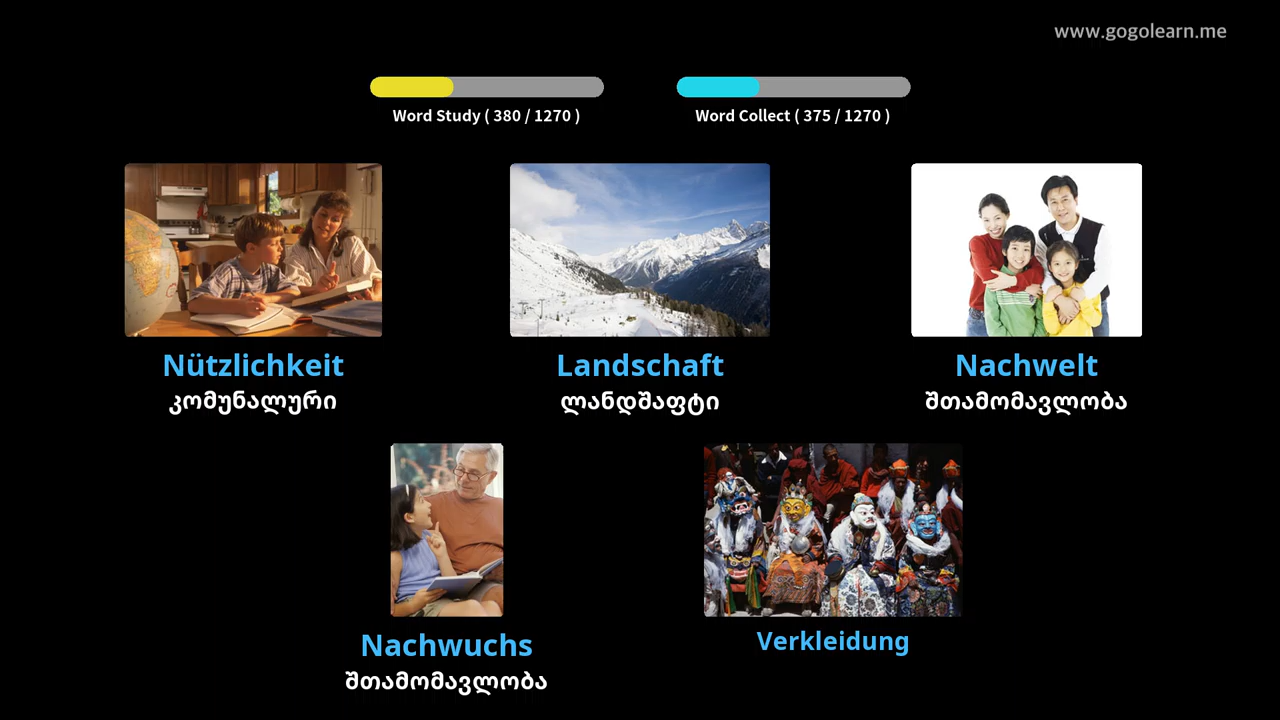 www.gogolearn.me
Word Study ( 380 / 1270 )
Word Collect ( 375 / 1270 )
Nützlichkeit
კომუნალური
Landschaft
ლანდშაფტი
Nachwelt
შთამომავლობა
Nachwuchs
შთამომავლობა
Verkleidung